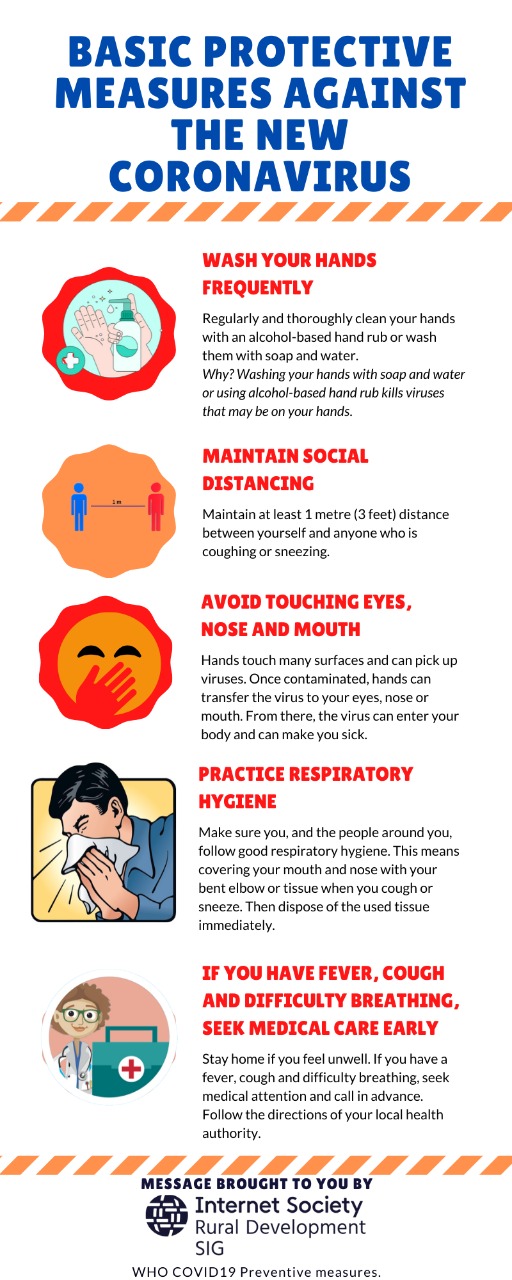 BASIC PROTECTIVE
MEASURES AGAINST
THE NEW
CORONAVIRUS
WASH YOUR HANDS
FREQUENTLY
Regularly and thoroughly clean your hands
with an alcohol-based hand rub or wash
them with soap and water.
Why? Washing your hands with soap and water
or using alcohol-based hand rub kills viruses
that may be on your hands.
1 m
MAINTAIN SOCIAL
DISTANCING
Maintain at least 1 metre (3 feet) distance
between yourself and anyone who is
coughing or sneezing.
AVOID TOUCHING EYES,
NOSE AND MOUTH
Hands touch many surfaces and can pick up
viruses. Once contaminated, hands can
transfer the virus to your eyes, nose or
mouth. From there, the virus can enter your
body and can make you sick.
PRACTICE RESPIRATORY
HYGIENE
Make sure you, and the people around you,
follow good respiratory hygiene. This means
covering your mouth and nose with your
bent elbow or tissue when you cough or
sneeze. Then dispose of the used tissue
immediately.
IF YOU HAVE FEVER, COUGH
AND DIFFICULTY BREATHING,
SEEK MEDICAL CARE EARLY
Stay home if you feel unwell. If you have a
fever, cough and difficulty breathing, seek
medical attention and call in advance.
Follow the directions of your local health
authority.
MESSAGE BROUGHT TO YOU BY
Internet Society
Rural Development
SIG
WHO COVID19 Preventive measures.